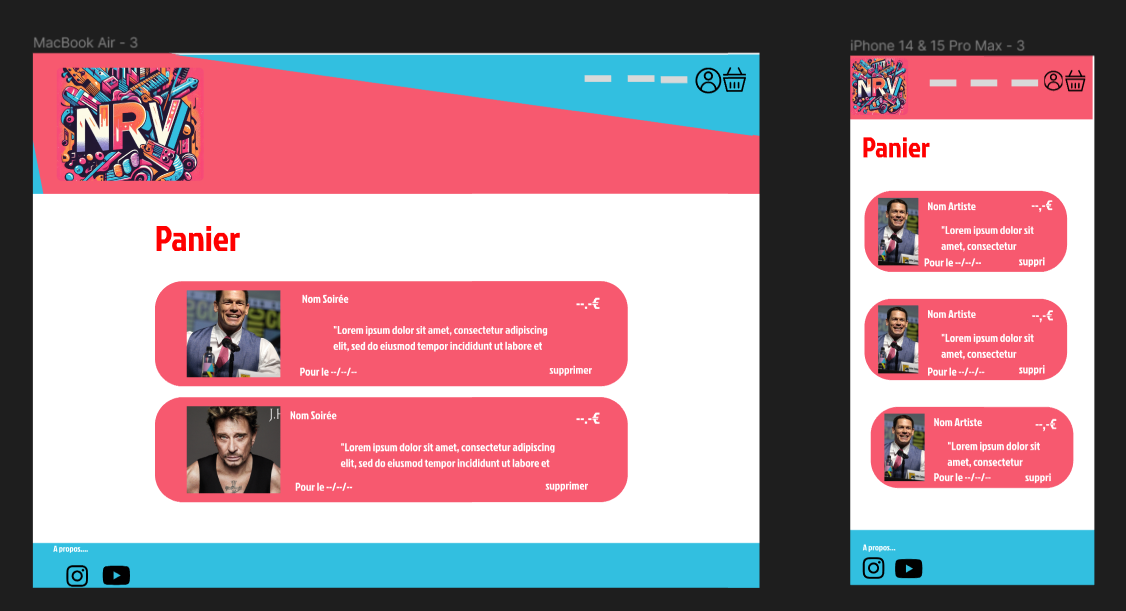 MacBook Air - 3
NRV
Panier
Nom Soirée
--.-€
"Lorem ipsum dolor sit amet, consectetur adipiscing
elit, sed do eiusmod tempor incididunt ut labore et
Pour le --/--/--
supprimer
J.H
Nom Soirée
--.-€
"Lorem ipsum dolor sit amet, consectetur adipiscing
elit, sed do eiusmod tempor incididunt ut labore et
Pour le --/--/--
supprimer
A propos....
iPhone 14 & 15 Pro Max - 3
NRV
Panier
Nom Artiste
--,-€
"Lorem ipsum dolor sit
amet, consectetur
Pour le --/--/--
suppri
Nom Artiste
--,-€
"Lorem ipsum dolor sit
amet, consectetur
Pour le --/--/--
suppri
Nom Artiste
--,-€
"Lorem ipsum dolor sit
amet, consectetur
Pour le --/--/--
suppri
A propos...